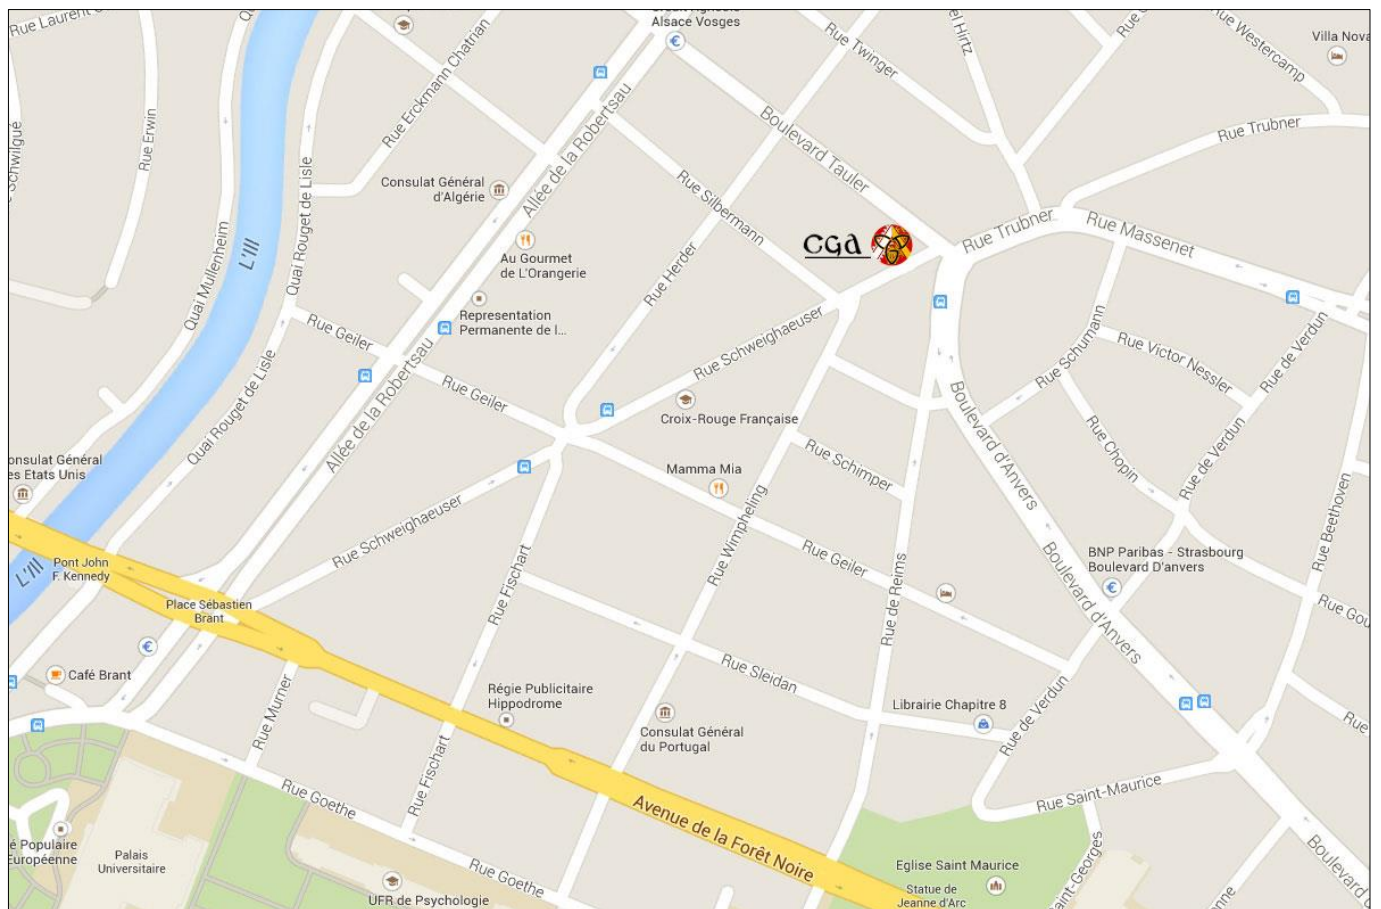 Rue Laurent
Alsace Vosges
Rue Twinger
Rue Westercamp
Villa Nova
Rue Erckmann Chatrian
Rue Erwin
Boulevard Tauler
Rue Trubner
Consulat Général
d'Algérie
Allée de la Robertsau
Rue Silbermann
Quai Rouget de Lisle
Quai Mullenheim
L'Ill
CGA
Rue Trubner
Rue Massenet
Au Gourmet
de L'Orangerie
Rue Herder
Representation
Permanente de l...
Rue Geiler
Rue Schweighaeuser
Rue Schumann
Rue Victor Nessler
Rue de Verdun
Quai Rouget de Lisle
Allée de la Robertsau
Rue Geiler
Croix-Rouge Française
Boulevard d'Anvers
Rue Chopin
Rue de Verdun
onsulat Général
es Etats Unis
Mamma Mia
Rue Schimper
Rue Schweighaeuser
Rue Wimpheling
Rue Beethoven
L'Ill
Pont John
F. Kennedy
Rue Fischart
Rue Geiler
Rue de Reims
BNP Paribas - Strasbourg
Boulevard D'anvers
Boulevard d'Anvers
Rue Gou
Place Sébastien
Brant
Café Brant
Rue Murner
Régie Publicitaire
Hippodrome
Rue Sleidan
Consulat Général
du Portugal
Librairie Chapitre 8
Rue de Verdun
Rue
Rue Fischart
Rue Goethe
Avenue de la Forêt Noire
Rue Saint-Maurice
Boulevard
é Populaire
Européenne
Palais
Universitaire
Rue Goethe
UFR de Psychologie
Eglise Saint Maurice
Statue de
Jeanne d'Arc
aint-Georges